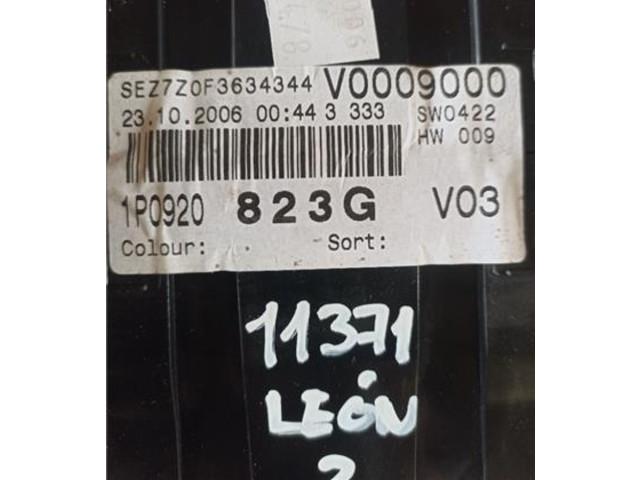 SEZ7Z0F3634344 V0009000
23.10.2006 00:44 3 333 SW0422
HW 009
1P0920 823G V03
Colour: Sort:
11371
LEÓN
2